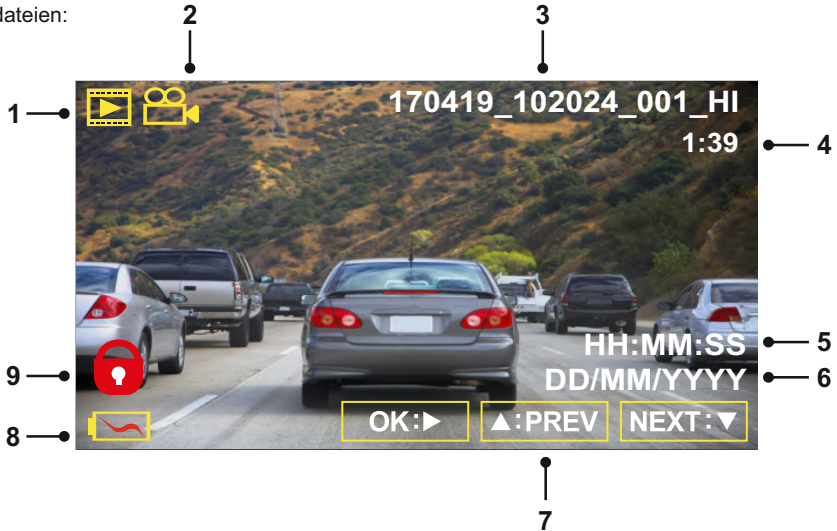 dateien:
2
3
1
170419_102024_001_HI
1:39
4
HH:MM:SS
5
9
DD/MM/YYYY
6
OK:▶ ▲:PREV NEXT:▼
8
7